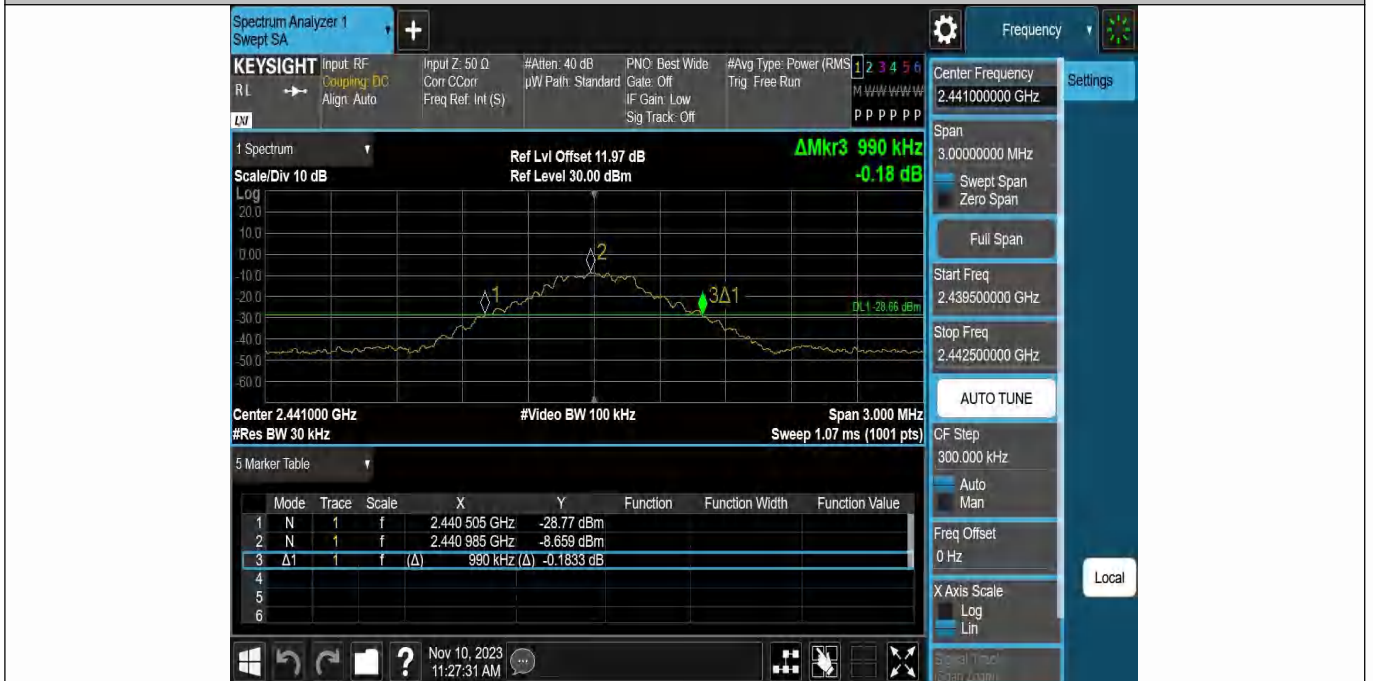 Spectrum Analyzer 1
Swept SA
+
Frequency
KEYSIGHT
RL
LXI
Input: RF
Coupling: DC
Align: Auto
Input Z: 50 Ω
Corr CCorr
Freq Ref: Int (S)
#Atten: 40 dB
µW Path: Standard
PNO: Best Wide
Gate: Off
IF Gain: Low
Sig Track: Off
#Avg Type: Power (RMS
Trig: Free Run
1 2 3 4 5 6
M W W W W W
P P P P P P
1 Spectrum
Scale/Div 10 dB
Ref Lvl Offset 11.97 dB
Ref Level 30.00 dBm
ΔMkr3 990 kHz
-0.18 dB
Log
20.0
10.0
0.00
-10.0
-20.0
-30.0
-40.0
-50.0
-60.0
1
2
3Δ1
DL1 -28.66 dBm
Center 2.441000 GHz
#Video BW 100 kHz
Span 3.000 MHz
#Res BW 30 kHz
Sweep 1.07 ms (1001 pts)
5 Marker Table
Mode Trace Scale X Y Function Function Width Function Value
1 N 1 f 2.440 505 GHz -28.77 dBm
2 N 1 f 2.440 985 GHz -8.659 dBm
3 Δ1 1 f (Δ) 990 kHz (Δ) -0.1833 dB
4
5
6
?
Nov 10, 2023
11:27:31 AM
Center Frequency
2.441000000 GHz
Settings
Span
3.00000000 MHz
Swept Span
Zero Span
Full Span
Start Freq
2.439500000 GHz
Stop Freq
2.442500000 GHz
AUTO TUNE
CF Step
300.000 kHz
Auto
Man
Freq Offset
0 Hz
X Axis Scale
Log
Lin
Local
Signal Track
(Span Zoom)